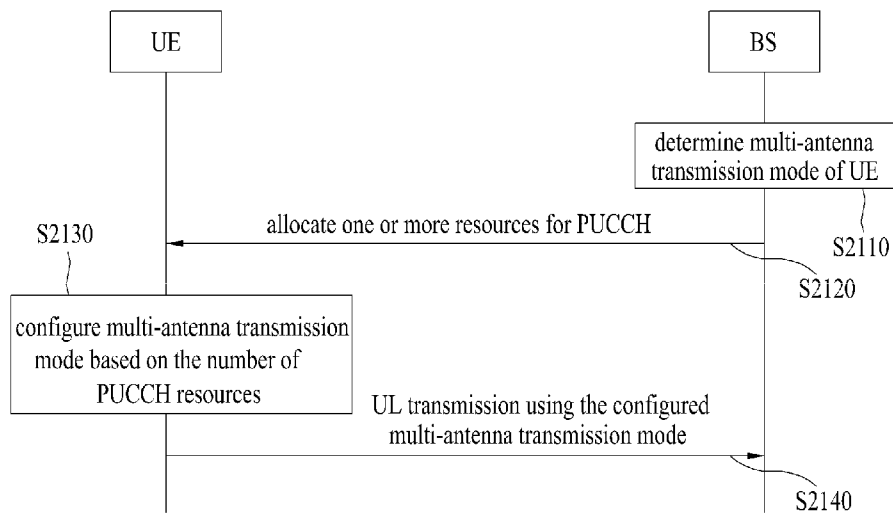 UE
BS
determine multi-antenna
transmission mode of UE
S2110
allocate one or more resources for PUCCH
S2120
S2130
configure multi-antenna transmission
mode based on the number of
PUCCH resources
UL transmission using the configured
multi-antenna transmission mode
S2140